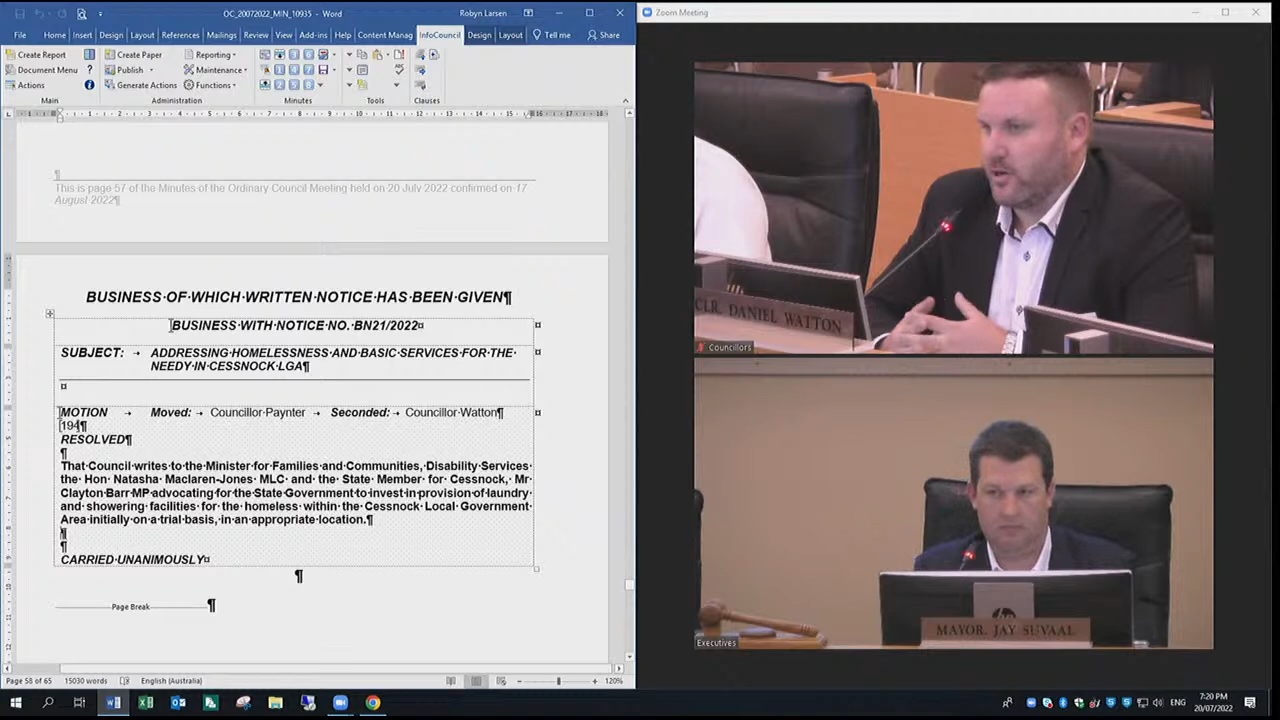 OC_20072022_MIN_10935 - Word
Robyn Larsen
Zoom Meeting
File Home Insert Design Layout References Mailings Review View Add-ins Help Content Manag InfoCouncil Design Layout Tell me Share
Create Report Create Paper Reporting
Document Menu Publish Maintenance
Actions Generate Actions Functions
Main Administration Minutes Tools Clauses
This is page 57 of the Minutes of the Ordinary Council Meeting held on 20 July 2022 confirmed on 17
August 2022¶
BUSINESS OF WHICH WRITTEN NOTICE HAS BEEN GIVEN¶
BUSINESS WITH NOTICE NO. BN21/2022¤
SUBJECT: → ADDRESSING HOMELESSNESS AND BASIC SERVICES FOR THE
NEEDY IN CESSNOCK LGA¶
MOTION → Moved: → Councillor Paynter → Seconded: → Councillor Watton¶
194¶
RESOLVED¶
That Council writes to the Minister for Families and Communities, Disability Services
the Hon Natasha Maclaren-Jones MLC and the State Member for Cessnock, Mr
Clayton Barr MP advocating for the State Government to invest in provision of laundry
and showering facilities for the homeless within the Cessnock Local Government
Area initially on a trial basis, in an appropriate location.¶
CARRIED UNANIMOUSLY¤
Page Break
Page 58 of 65 15030 words English (Australia) 120%
CLR. DANIEL WATTON
Councillors
MAYOR. JAY SUVAAL
hp
Executives
ENG
7:20 PM
20/07/2022